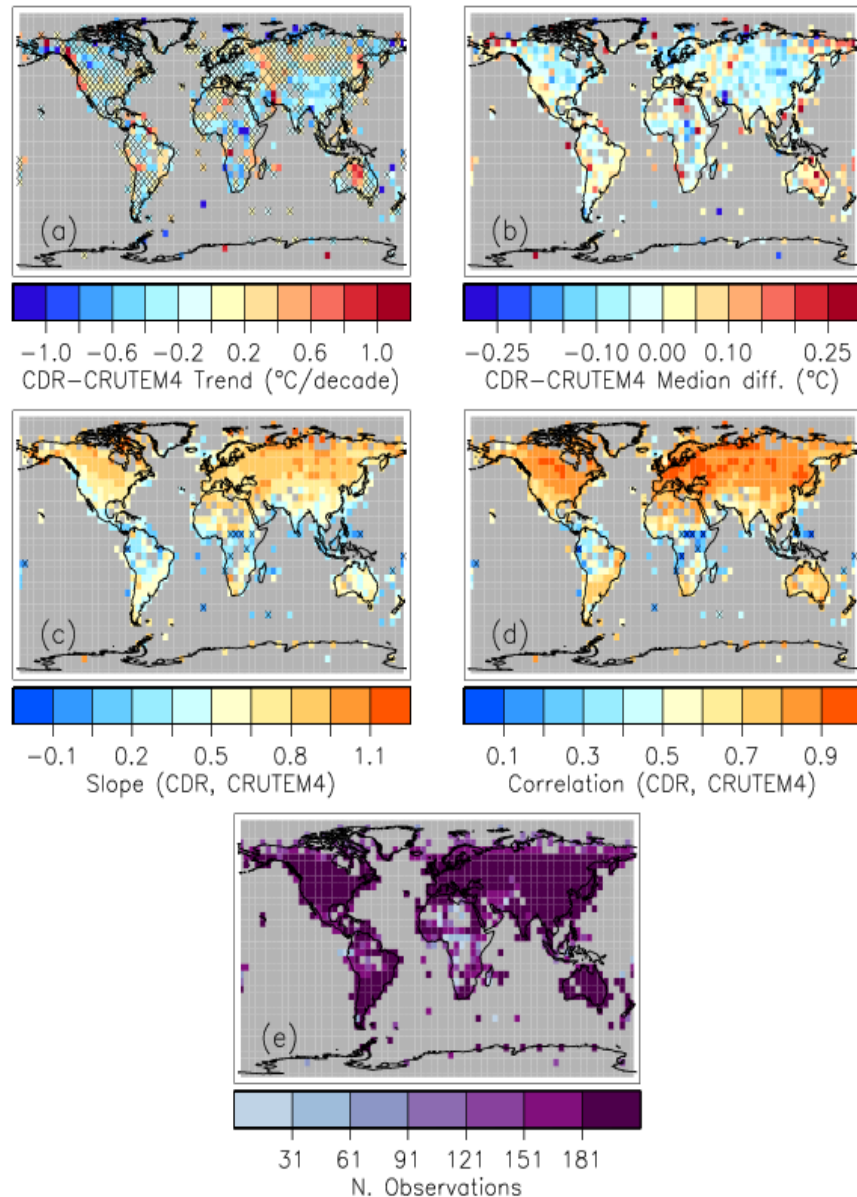 (a)
(b)
−1.0 −0.6 −0.2 0.2 0.6 1.0
CDR−CRUTEM4 Trend (°C/decade)
−0.25 −0.10 0.00 0.10 0.25
CDR−CRUTEM4 Median diff. (°C)
(c)
(d)
−0.1 0.2 0.5 0.8 1.1
Slope (CDR, CRUTEM4)
0.1 0.3 0.5 0.7 0.9
Correlation (CDR, CRUTEM4)
(e)
31 61 91 121 151 181
N. Observations